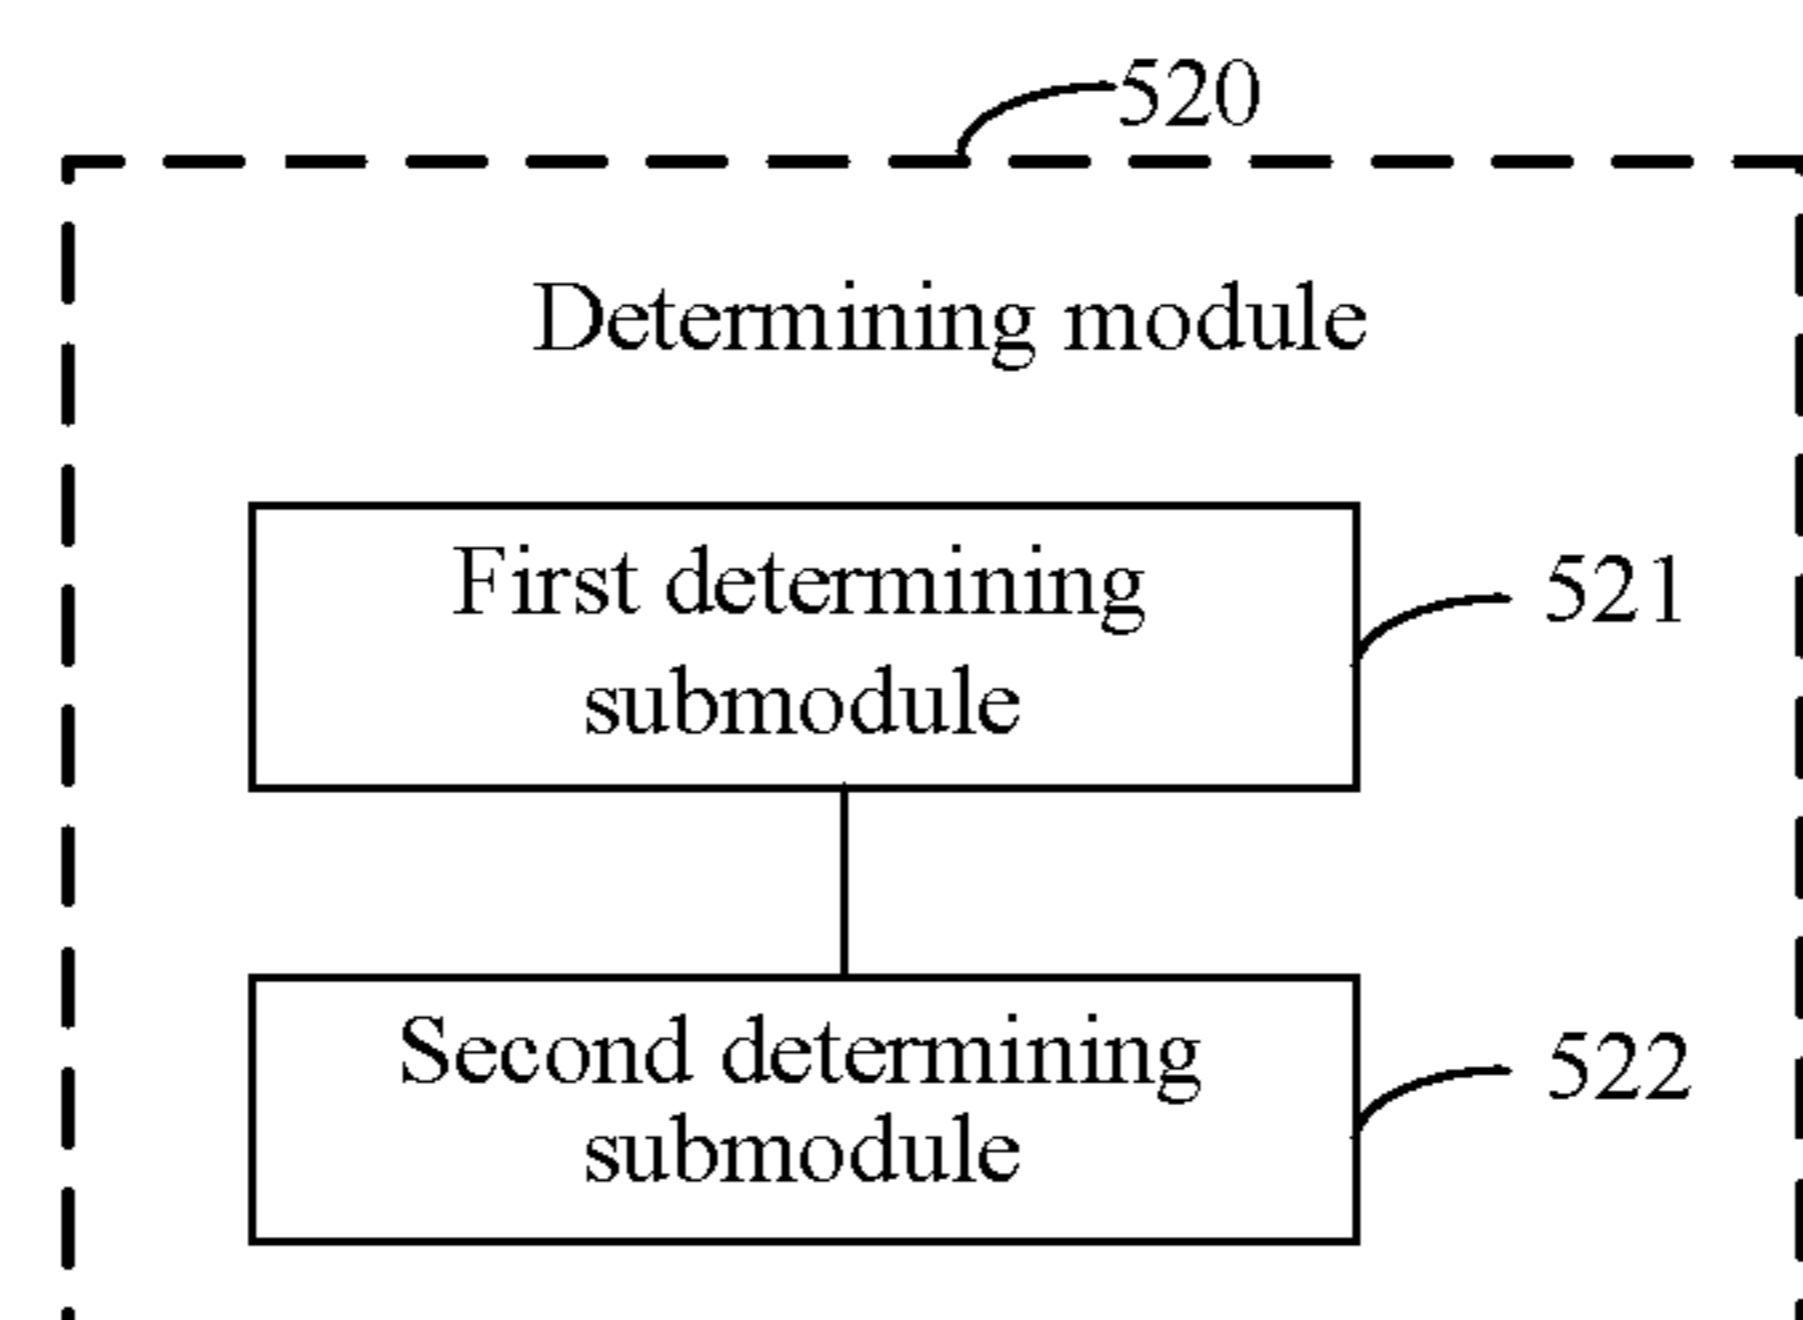 520
Determining module
First determining
submodule
521
Second determining
submodule
522